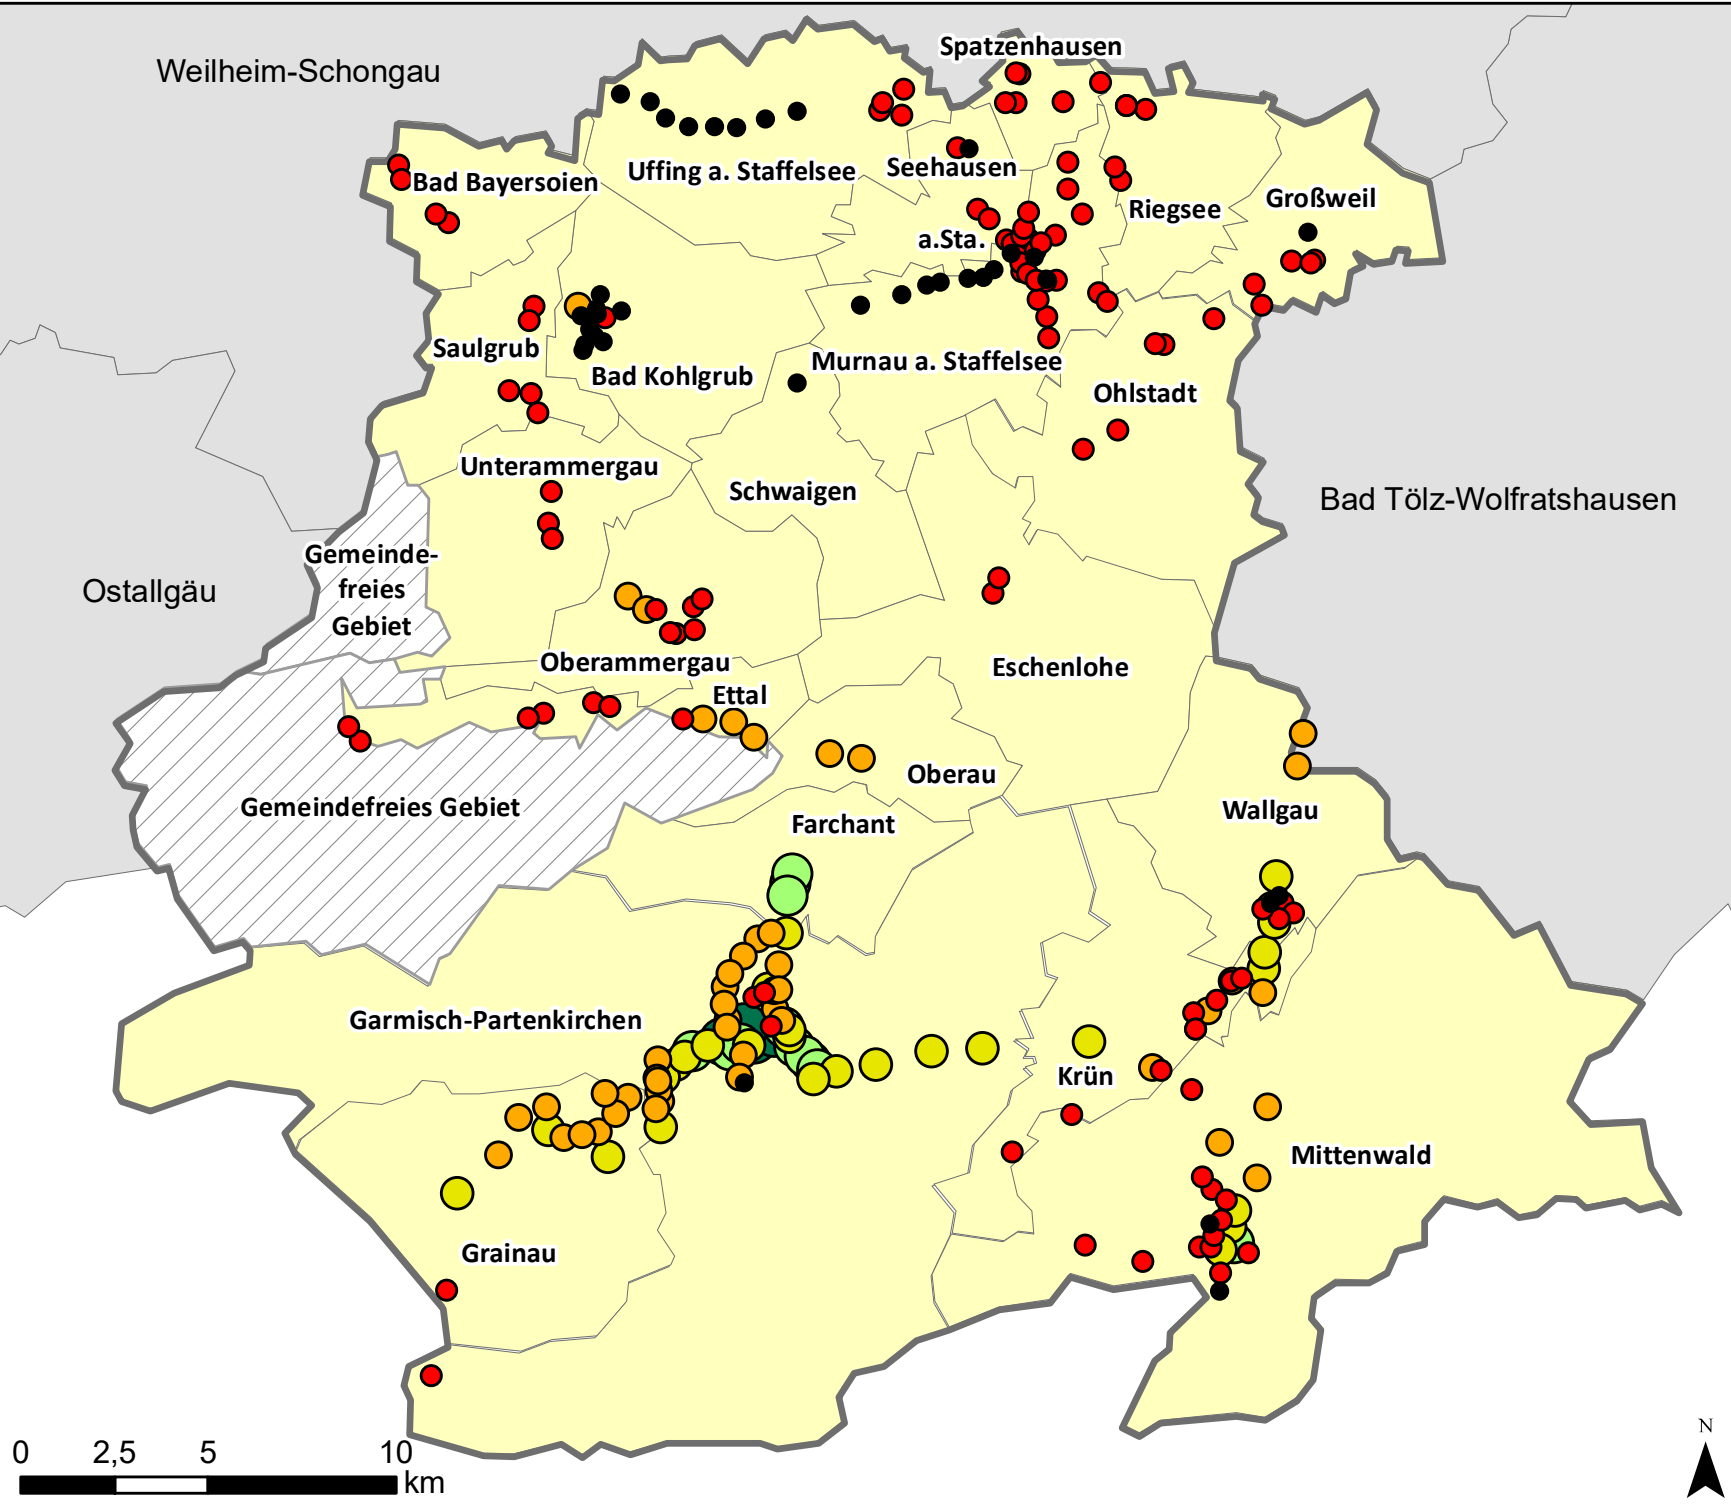 Spatzenhausen
Weilheim-Schongau
Uffing a. Staffelsee
Seehausen
Bad Bayersoien
Großweil
Riegsee
a.Sta.
Saulgrub
Murnau a. Staffelsee
Bad Kohlgrub
Ohlstadt
Unterammergau
Schwaigen
Bad Tölz-Wolfratshausen
Gemeinde-
freies
Gebiet
Ostallgäu
Oberammergau
Eschenlohe
Ettal
Oberau
Gemeindefreies Gebiet
Wallgau
Farchant
Garmisch-Partenkirchen
Krün
Mittenwald
Grainau
N
0 2,5 5 10
km